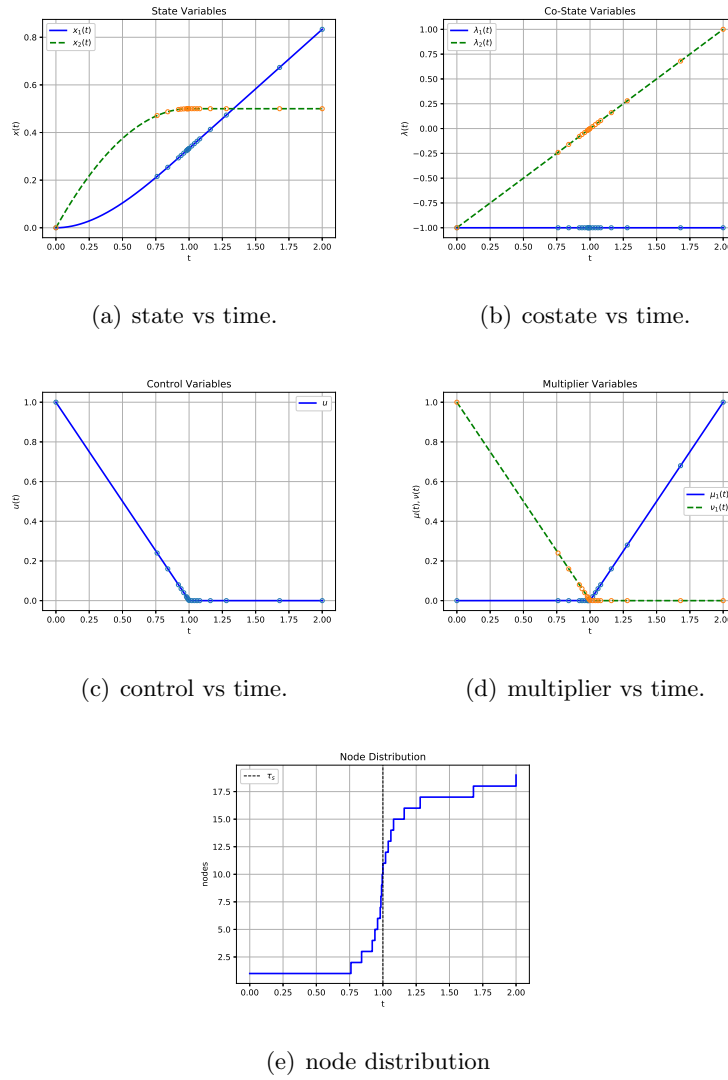 State Variables
x₁(t)
x₂(t)
0.8
0.6
0.4
0.2
0.0
x(t)
0.00 0.25 0.50 0.75 1.00 1.25 1.50 1.75 2.00
t
(a) state vs time.
Co-State Variables
λ₁(t)
λ₂(t)
1.00
0.75
0.50
0.25
0.00
−0.25
−0.50
−0.75
−1.00
λ(t)
0.00 0.25 0.50 0.75 1.00 1.25 1.50 1.75 2.0
t
(b) costate vs time.
Control Variables
u
1.0
0.8
0.6
0.4
0.2
0.0
u(t)
0.00 0.25 0.50 0.75 1.00 1.25 1.50 1.75 2.00
t
(c) control vs time.
Multiplier Variables
μ₁(t)
ν₁(t)
1.0
0.8
0.6
0.4
0.2
0.0
μ(t), ν(t)
0.00 0.25 0.50 0.75 1.00 1.25 1.50 1.75 2.0
t
(d) multiplier vs time.
Node Distribution
τₛ
17.5
15.0
12.5
10.0
7.5
5.0
2.5
nodes
0.00 0.25 0.50 0.75 1.00 1.25 1.50 1.75 2.00
t
(e) node distribution